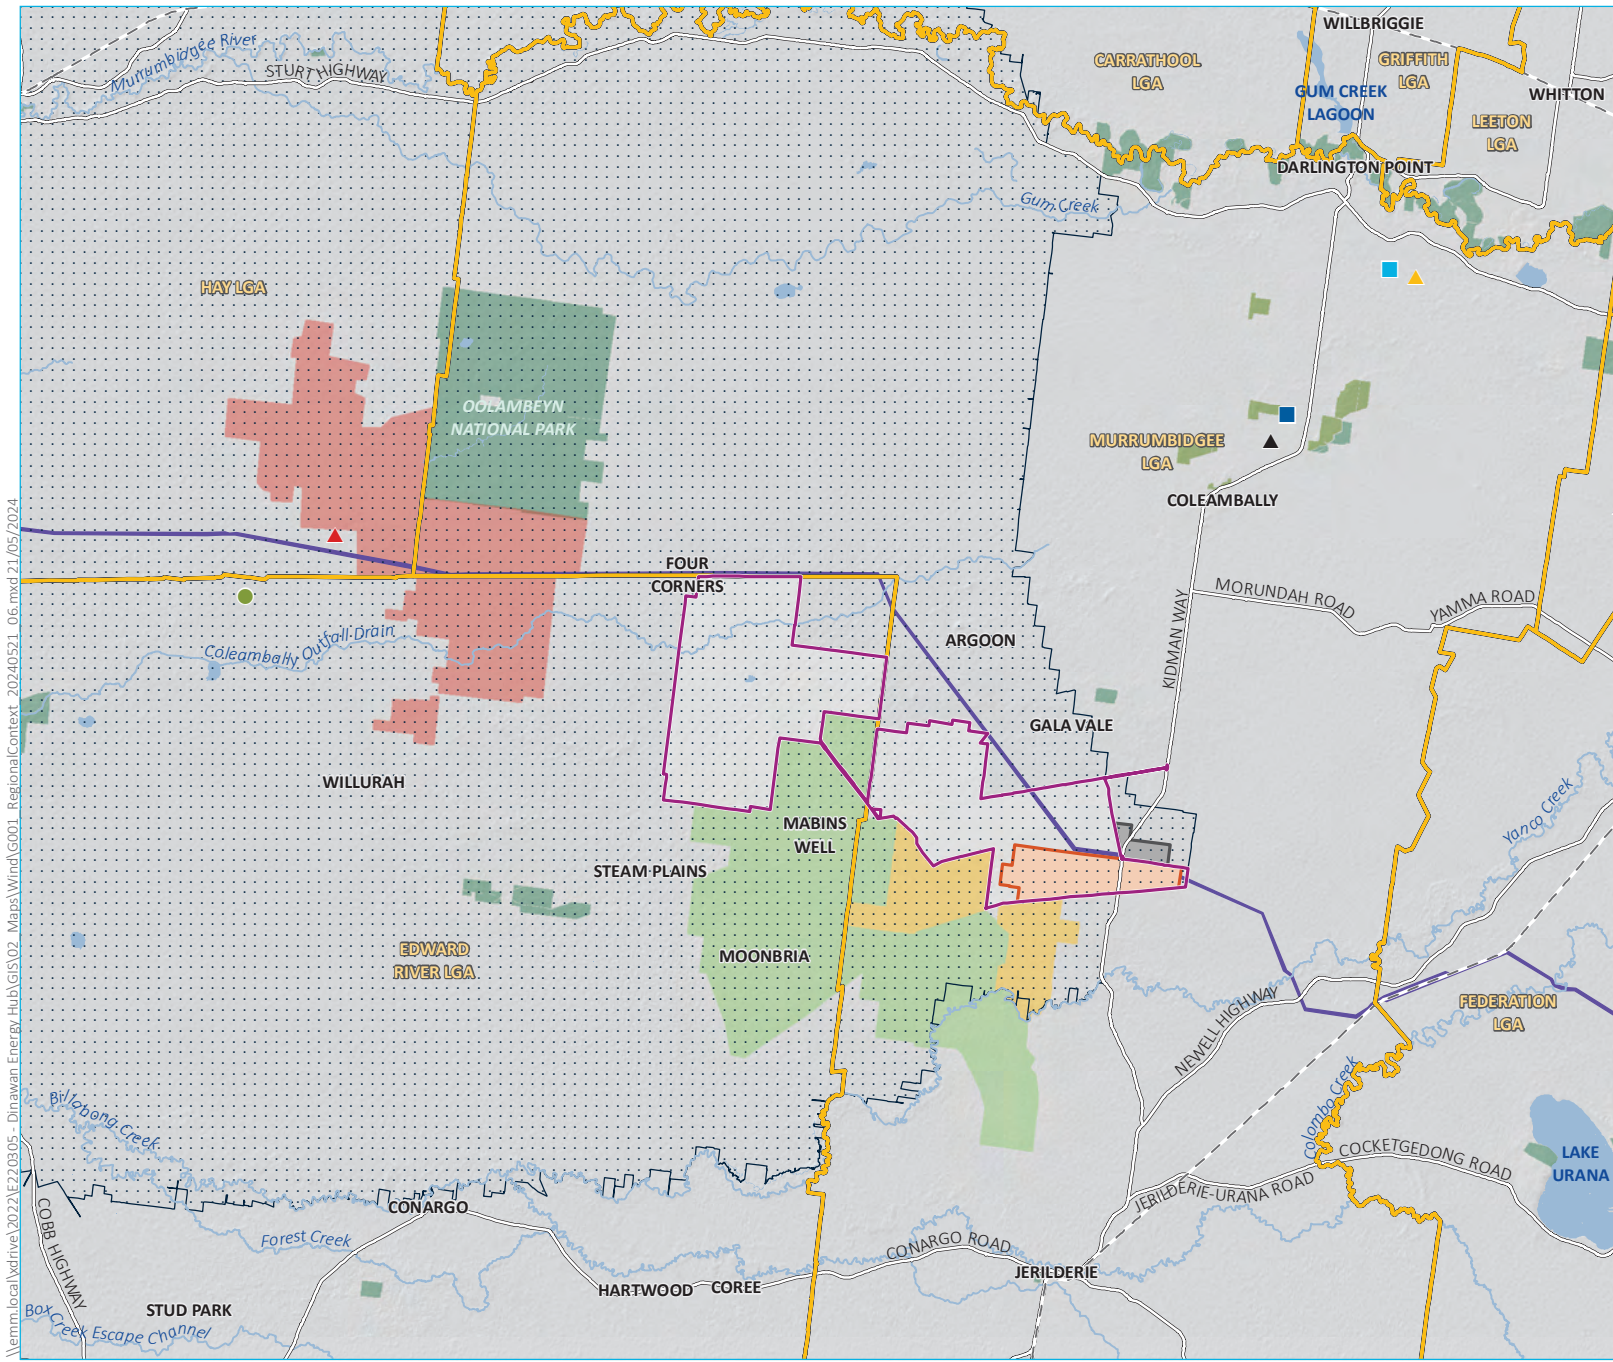 WILLBRIGGIE
Murrumbidgee River
STURT HIGHWAY
CARRATHOOL
LGA
GRIFFITH
LGA
GUM CREEK
LAGOON
WHITTON
LEETON
LGA
DARLINGTON POINT
Gum Creek
HAY LGA
OOLAMBEYN
NATIONAL PARK
MURRUMBIDGEE
LGA
COLEAMBALLY
FOUR
CORNERS
MORUNDAH ROAD
YAMMA ROAD
KIDMAN WAY
ARGOON
Coleambally Outfall Drain
GALA VALE
WILLURAH
MABINS
WELL
Yanco Creek
STEAM PLAINS
EDWARD
RIVER LGA
MOONBRIA
NEWELL HIGHWAY
FEDERATION
LGA
Billabong Creek
Colombo Creek
COCKETGEDONG ROAD
LAKE
URANA
JERILDERIE-URANA ROAD
CONARGO
COBB HIGHWAY
Forest Creek
CONARGO ROAD
JERILDERIE
HARTWOOD
COREE
STUD PARK
Box Creek Escape Channel
\\emm.local\xdrive\2022\E220305 - Dinawan Energy Hub\GIS\02_Maps\Wind\G001_RegionalContext_20240521_06.mxd 21/05/2024